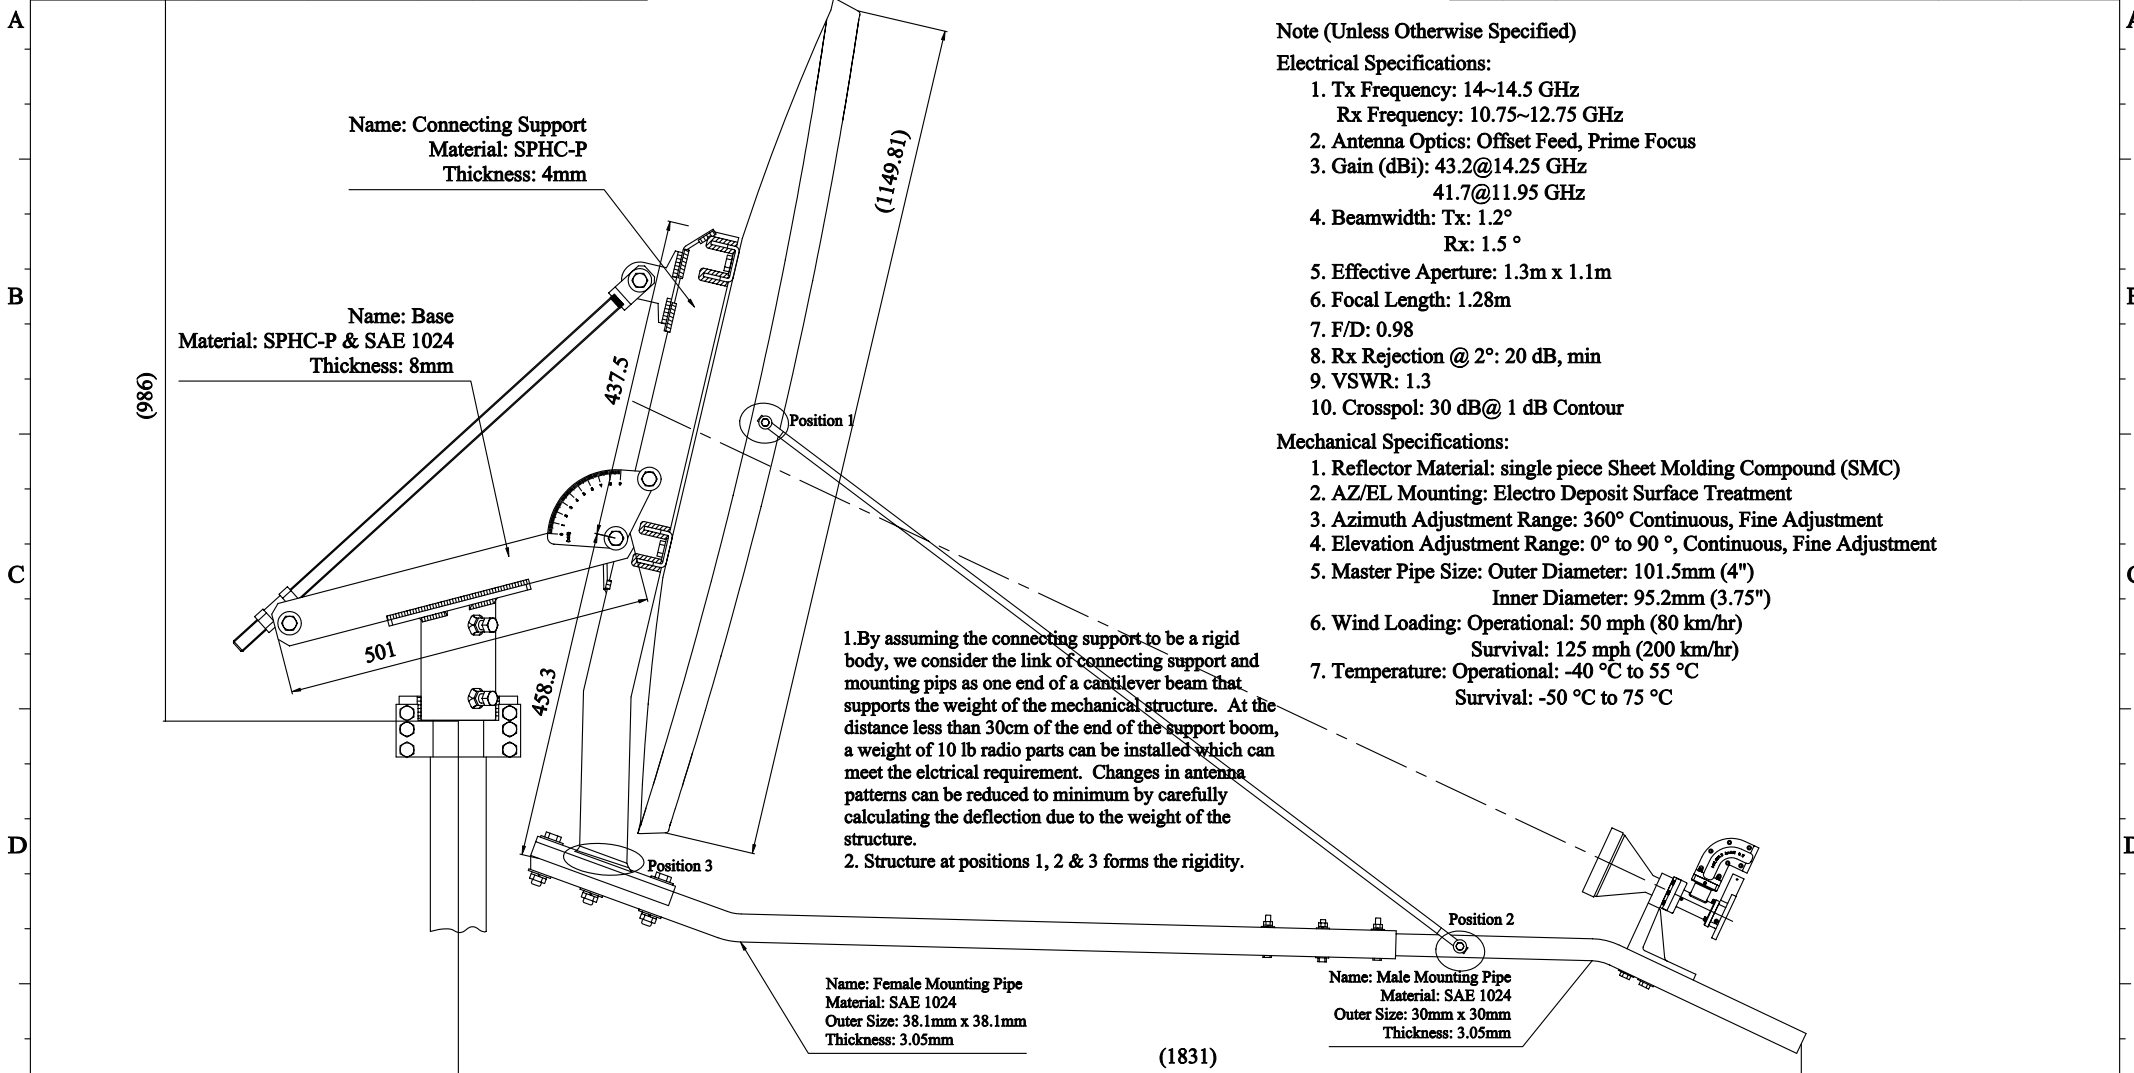 A
B
C
D
Note (Unless Otherwise Specified)
Electrical Specifications:
1. Tx Frequency: 14~14.5 GHz
Rx Frequency: 10.75~12.75 GHz
2. Antenna Optics: Offset Feed, Prime Focus
3. Gain (dBi): 43.2@14.25 GHz
41.7@11.95 GHz
4. Beamwidth: Tx: 1.2°
Rx: 1.5 °
5. Effective Aperture: 1.3m x 1.1m
6. Focal Length: 1.28m
7. F/D: 0.98
8. Rx Rejection @ 2°: 20 dB, min
9. VSWR: 1.3
10. Crosspol: 30 dB@ 1 dB Contour
Mechanical Specifications:
1. Reflector Material: single piece Sheet Molding Compound (SMC)
2. AZ/EL Mounting: Electro Deposit Surface Treatment
3. Azimuth Adjustment Range: 360° Continuous, Fine Adjustment
4. Elevation Adjustment Range: 0° to 90 °, Continuous, Fine Adjustment
5. Master Pipe Size: Outer Diameter: 101.5mm (4")
Inner Diameter: 95.2mm (3.75")
6. Wind Loading: Operational: 50 mph (80 km/hr)
Survival: 125 mph (200 km/hr)
7. Temperature: Operational: -40 °C to 55 °C
Survival: -50 °C to 75 °C
Name: Connecting Support
Material: SPHC-P
Thickness: 4mm
Name: Base
Material: SPHC-P & SAE 1024
Thickness: 8mm
(986)
(1149.81)
437.5
Position 1
501
458.3
Position 3
1.By assuming the connecting support to be a rigid
body, we consider the link of connecting support and
mounting pips as one end of a cantilever beam that
supports the weight of the mechanical structure. At the
distance less than 30cm of the end of the support boom,
a weight of 10 lb radio parts can be installed which can
meet the elctrical requirement. Changes in antenna
patterns can be reduced to minimum by carefully
calculating the deflection due to the weight of the
structure.
2. Structure at positions 1, 2 & 3 forms the rigidity.
Position 2
Name: Female Mounting Pipe
Material: SAE 1024
Outer Size: 38.1mm x 38.1mm
Thickness: 3.05mm
Name: Male Mounting Pipe
Material: SAE 1024
Outer Size: 30mm x 30mm
Thickness: 3.05mm
(1831)